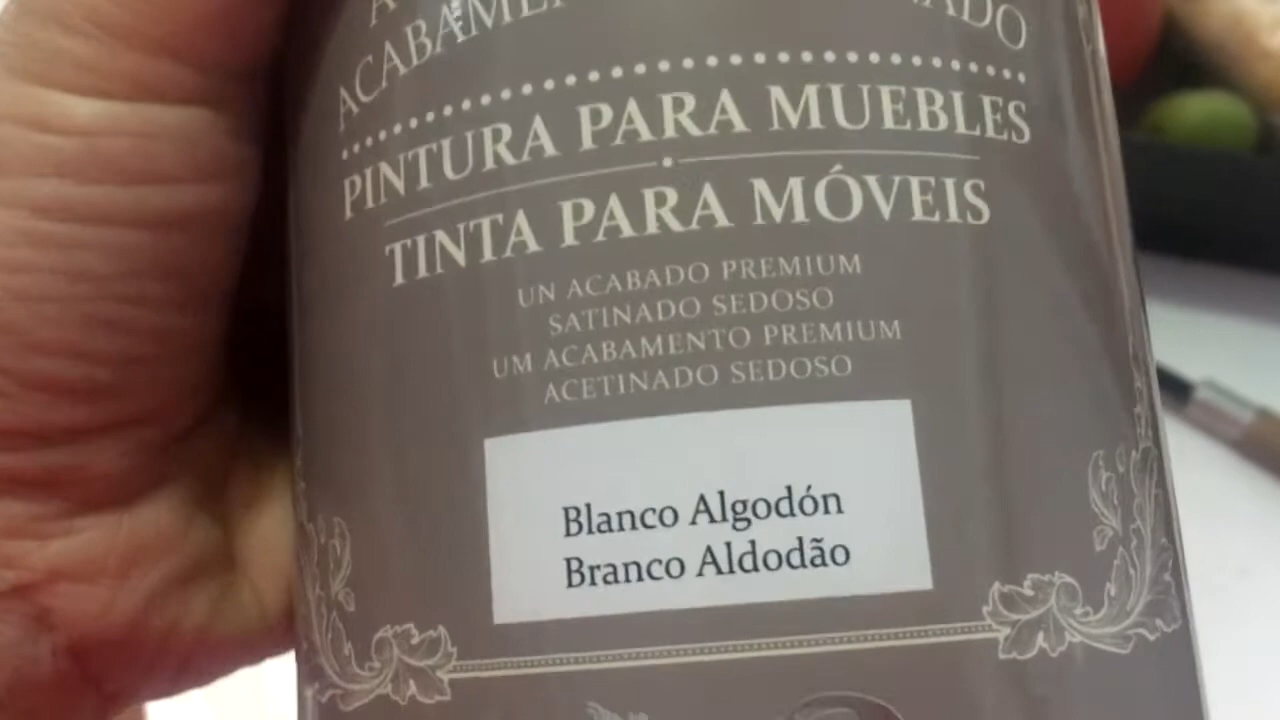 PINTURA PARA MUEBLES
TINTA PARA MÓVEIS
UN ACABADO PREMIUM
SATINADO SEDOSO
UM ACABAMENTO PREMIUM
ACETINADO SEDOSO
Blanco Algodón
Branco Aldodão